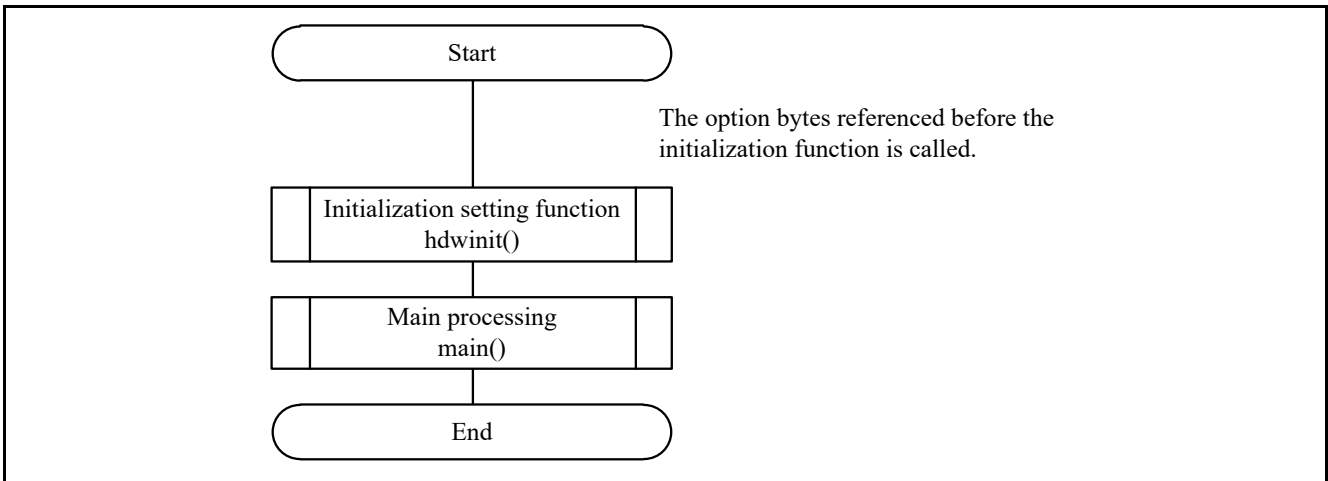 Start
The option bytes referenced before the
initialization function is called.
Initialization setting function
hdwinit()
Main processing
main()
End